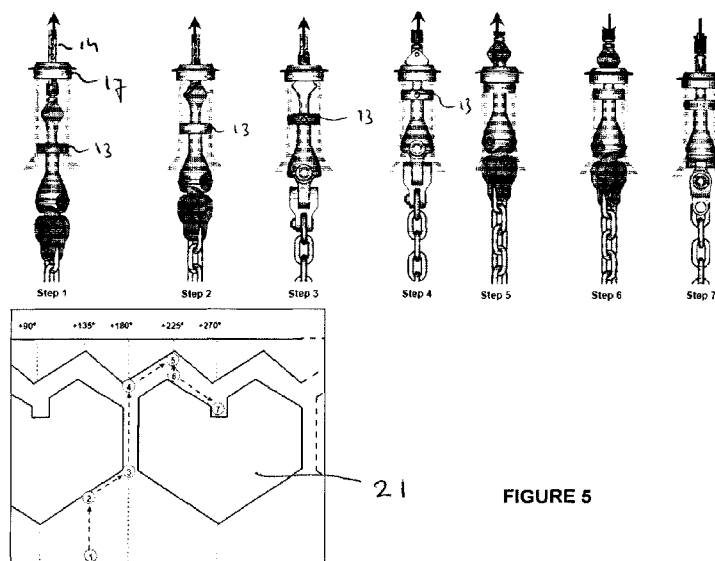 14
17
13
13
13
13
Step 1
Step 2
Step 3
Step 4
Step 5
Step 6
Step 7
+90° +135° +180° +225° +270°
5
4
6
7
3
2
1
21
FIGURE 5